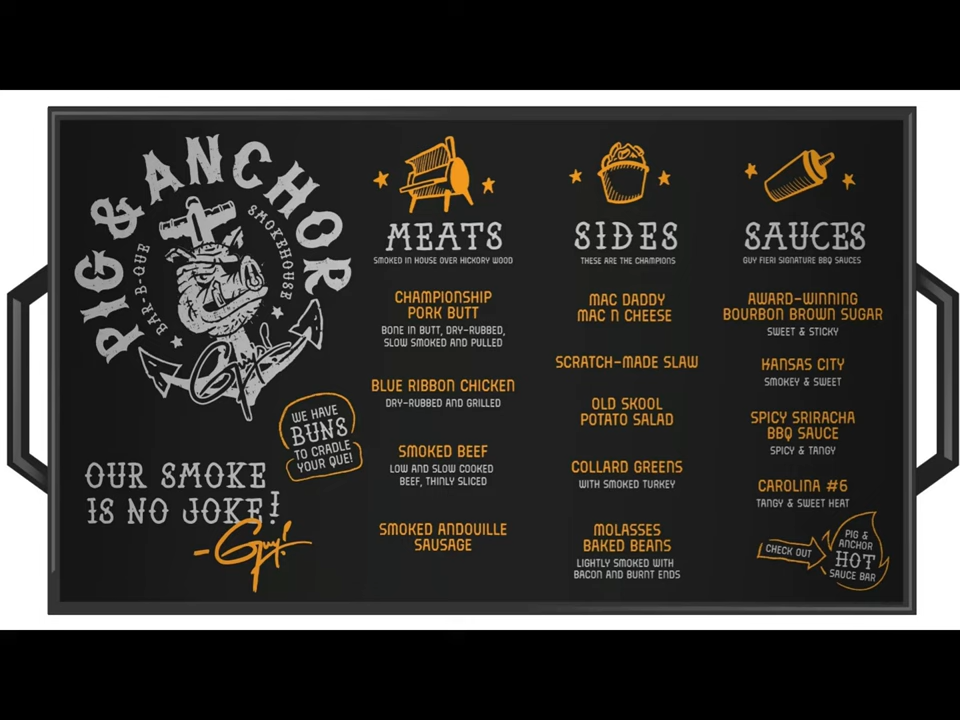 PIG & ANCHOR
BAR-B-QUE
SMOKEHOUSE
Guy's
WE HAVE
BUNS
TO CRADLE
YOUR QUE!
OUR SMOKE
IS NO JOKE!
-Guy!
MEATS
SMOKED IN HOUSE OVER HICKORY WOOD
CHAMPIONSHIP
PORK BUTT
BONE IN BUTT, DRY-RUBBED,
SLOW SMOKED AND PULLED
BLUE RIBBON CHICKEN
DRY-RUBBED AND GRILLED
SMOKED BEEF
LOW AND SLOW COOKED
BEEF, THINLY SLICED
SMOKED ANDOUILLE
SAUSAGE
SIDES
THESE ARE THE CHAMPIONS
MAC DADDY
MAC N CHEESE
SCRATCH-MADE SLAW
OLD SKOOL
POTATO SALAD
COLLARD GREENS
WITH SMOKED TURKEY
MOLASSES
BAKED BEANS
LIGHTLY SMOKED WITH
BACON AND BURNT ENDS
SAUCES
GUY FIERI SIGNATURE BBQ SAUCES
AWARD-WINNING
BOURBON BROWN SUGAR
SWEET & STICKY
KANSAS CITY
SMOKEY & SWEET
SPICY SRIRACHA
BBQ SAUCE
SPICY & TANGY
CAROLINA #6
TANGY & SWEET HEAT
CHECK OUT
PIG &
ANCHOR
HOT
SAUCE BAR